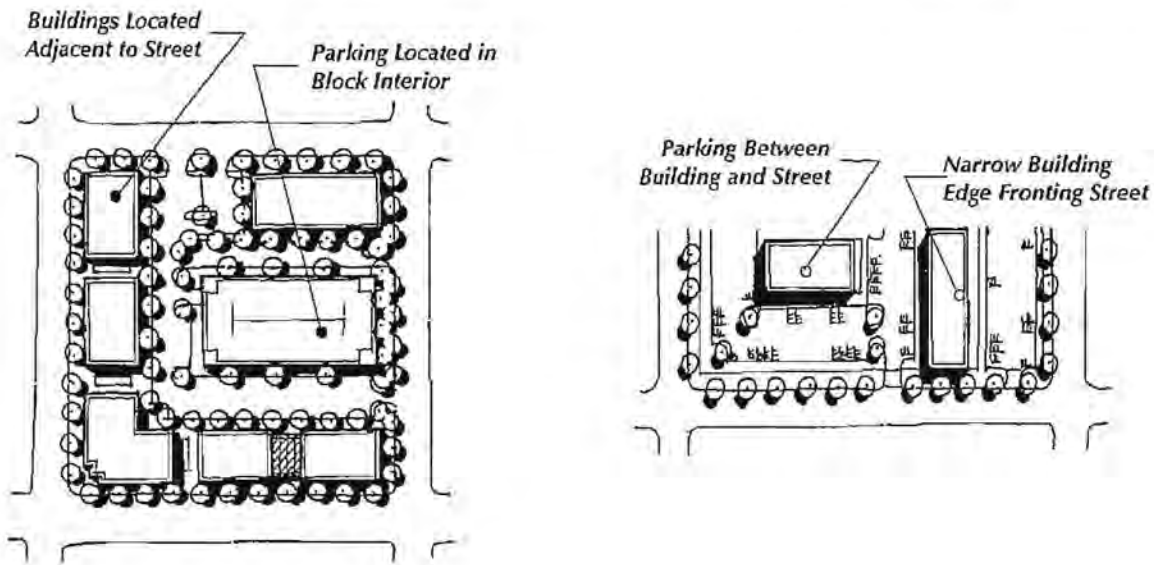 Buildings Located
Adjacent to Street
Parking Located in
Block Interior
Parking Between
Building and Street
Narrow Building
Edge Fronting Street